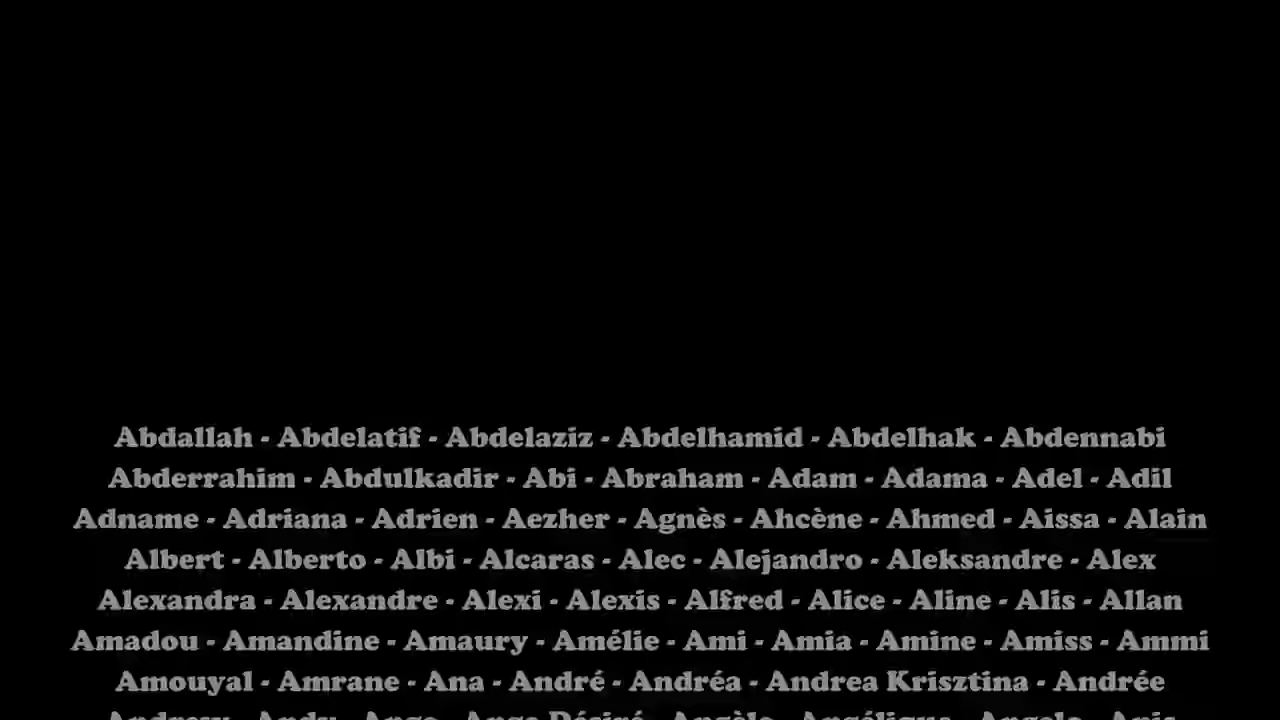 Abdallah - Abdelatif - Abdelaziz - Abdelhamid - Abdelhak - Abdennabi
Abderrahim - Abdulkadir - Abi - Abraham - Adam - Adama - Adel - Adil
Adname - Adriana - Adrien - Aezher - Agnès - Ahcène - Ahmed - Aissa - Alain
Albert - Alberto - Albi - Alcaras - Alec - Alejandro - Aleksandre - Alex
Alexandra - Alexandre - Alexi - Alexis - Alfred - Alice - Aline - Alis - Allan
Amadou - Amandine - Amaury - Amélie - Ami - Amia - Amine - Amiss - Ammi
Amouyal - Amrane - Ana - André - Andréa - Andrea Krisztina - Andrée